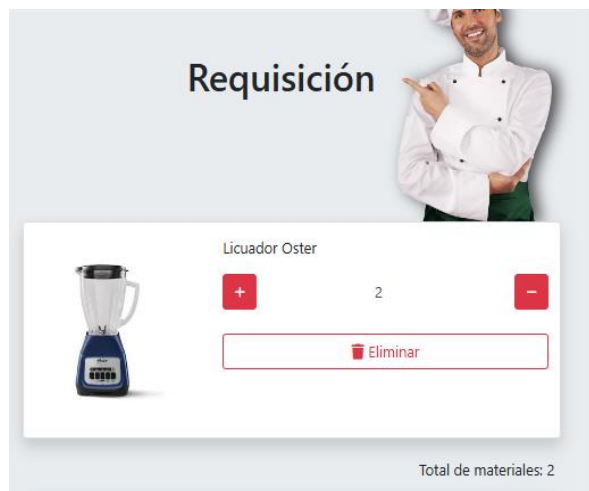 Requisición
Licuador Oster
+ 2 −
Eliminar
Total de materiales: 2